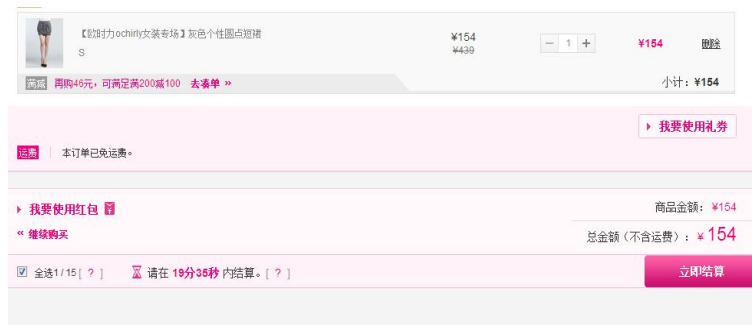 【欧时力ochirly女装专场】灰色个性圆点短裙
S
¥154
¥439
－ 1 ＋
¥154
删除
满减 再购46元，可满足满200减100 去凑单 »
小计：¥154
我要使用礼券
运费 本订单已免运费。
我要使用红包
商品金额：¥154
« 继续购买
总金额（不含运费）：¥ 154
全选1/15[ ? ] 请在 19分35秒 内结算。[ ? ]
立即结算